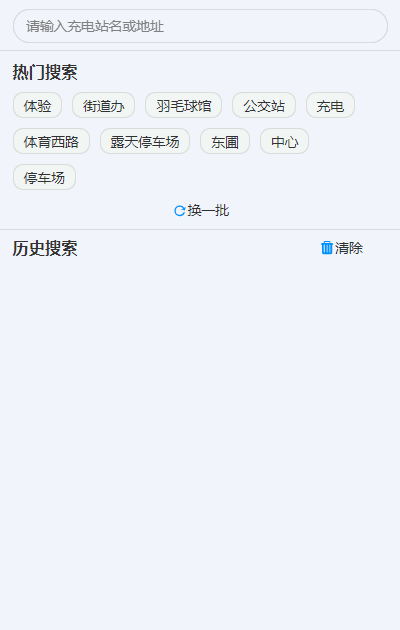 请输入充电站名或地址
热门搜索
体验 街道办 羽毛球馆 公交站 充电
体育西路 露天停车场 东圃 中心
停车场
换一批
历史搜索 清除